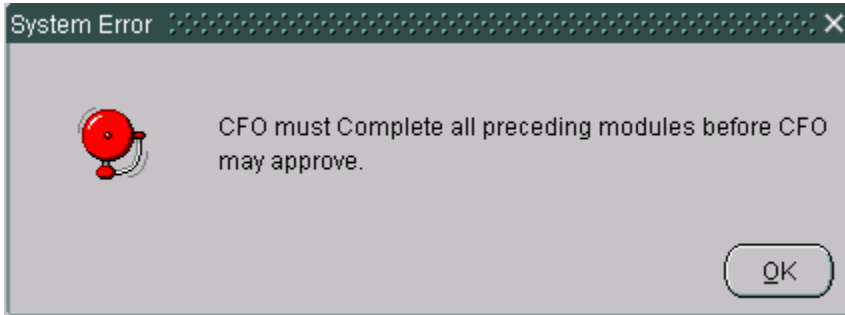 System Error
CFO must Complete all preceding modules before CFO
may approve.
OK